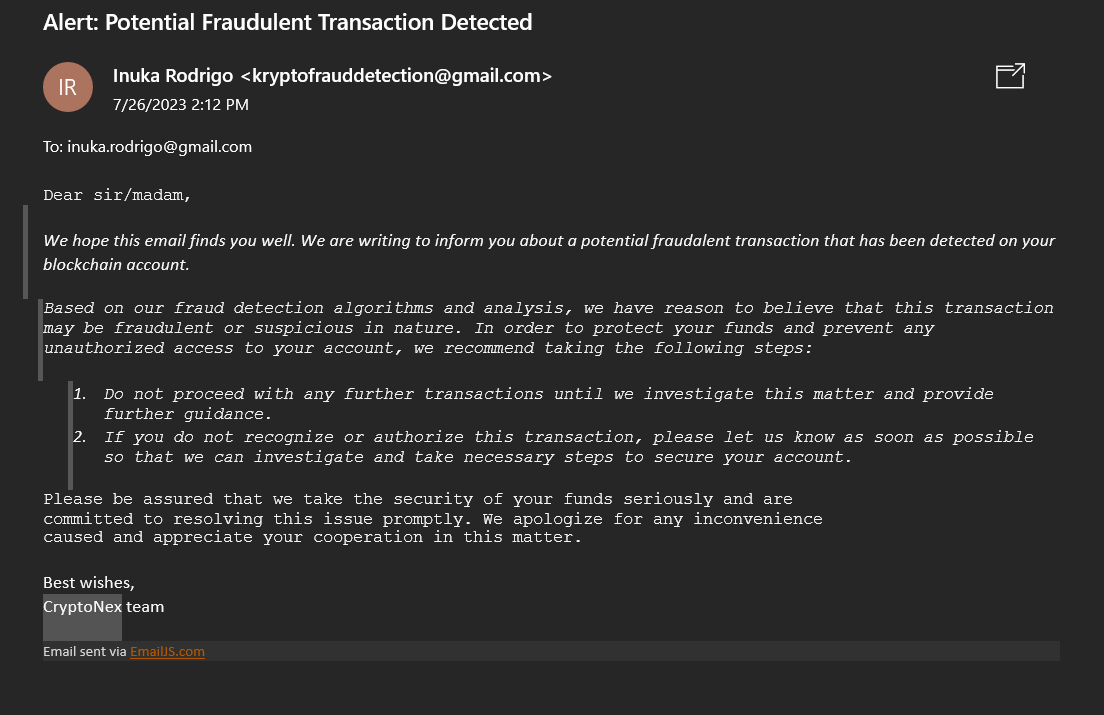 Alert: Potential Fraudulent Transaction Detected
IR
Inuka Rodrigo <kryptofrauddetection@gmail.com>
7/26/2023 2:12 PM
To: inuka.rodrigo@gmail.com
Dear sir/madam,
We hope this email finds you well. We are writing to inform you about a potential fraudalent transaction that has been detected on your
blockchain account.
Based on our fraud detection algorithms and analysis, we have reason to believe that this transaction
may be fraudulent or suspicious in nature. In order to protect your funds and prevent any
unauthorized access to your account, we recommend taking the following steps:
1. Do not proceed with any further transactions until we investigate this matter and provide
further guidance.
2. If you do not recognize or authorize this transaction, please let us know as soon as possible
so that we can investigate and take necessary steps to secure your account.
Please be assured that we take the security of your funds seriously and are
committed to resolving this issue promptly. We apologize for any inconvenience
caused and appreciate your cooperation in this matter.
Best wishes,
CryptoNex team
Email sent via EmailJS.com